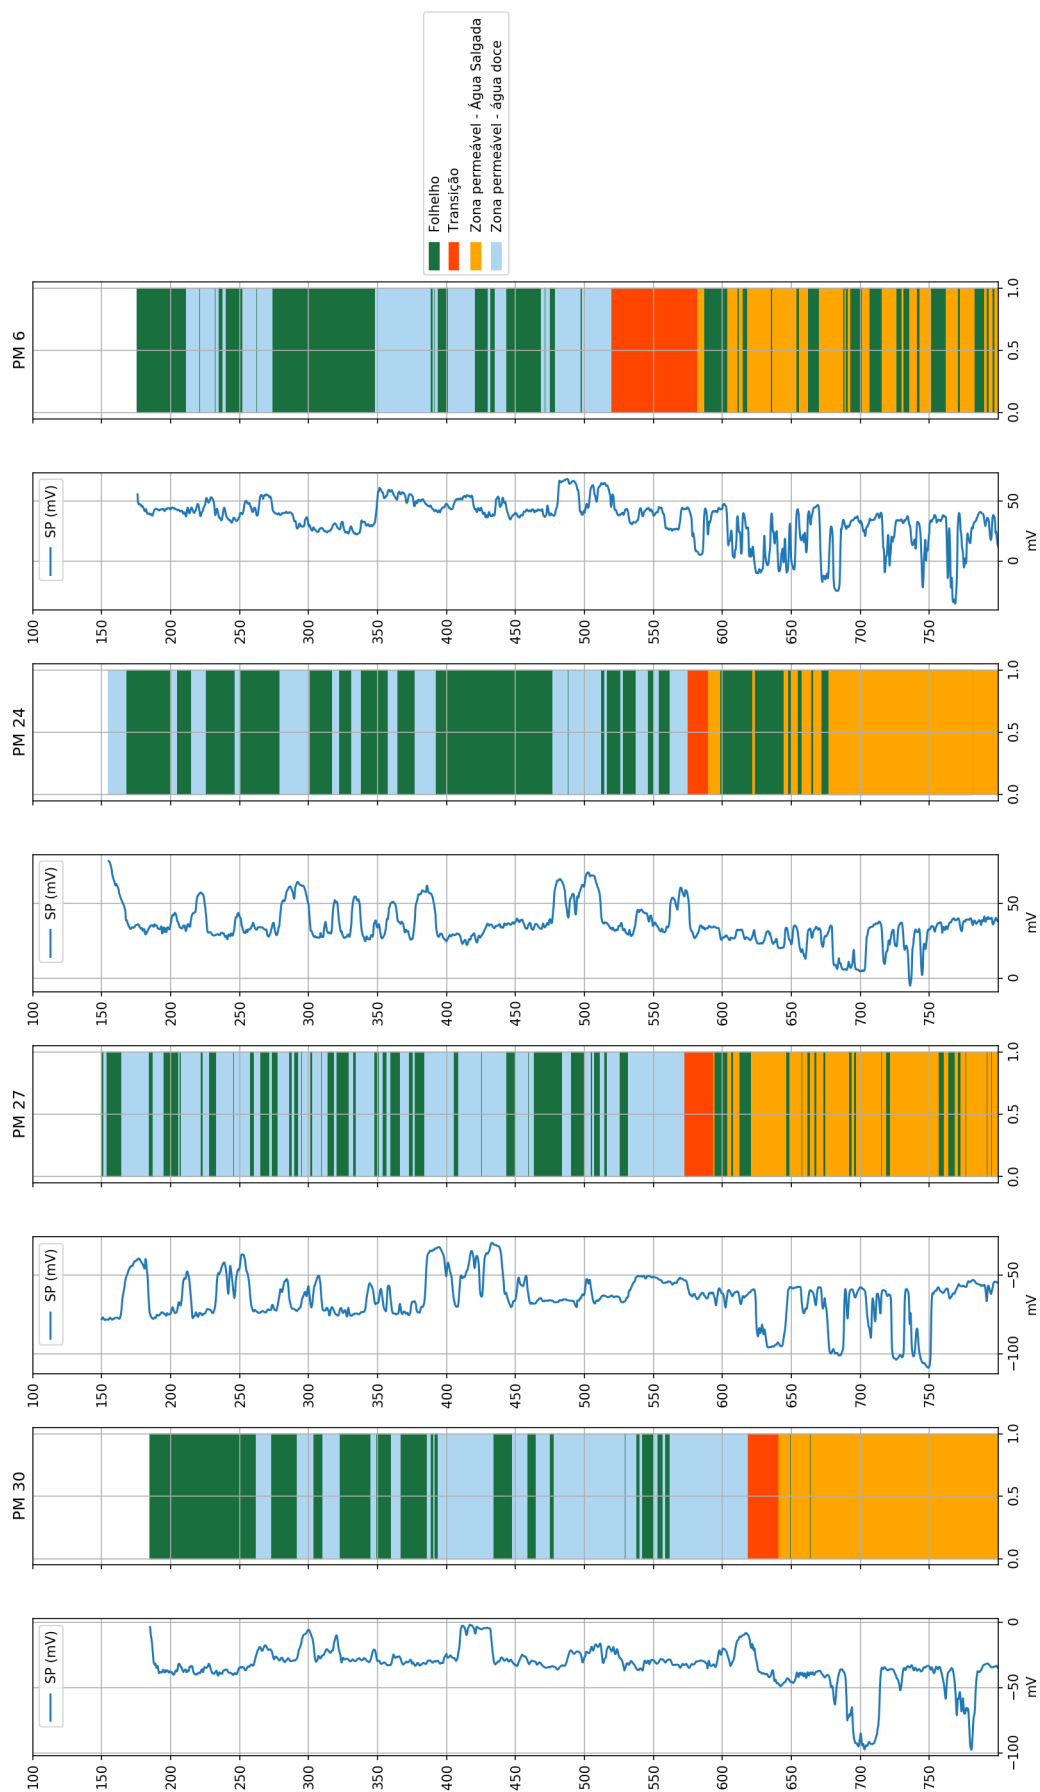 PM 30 PM 27 PM 24 PM 6
SP (mV) SP (mV) SP (mV) SP (mV)
100 100 100 100
150 150 150 150
200 200 200 200
250 250 250 250
300 300 300 300
350 350 350 350
400 400 400 400
Folhelho
Transição
450 450 450 450
Zona permeável - Água Salgada
Zona permeável - água doce
500 500 500 500
550 550 550 550
600 600 600 600
650 650 650 650
700 700 700 700
750 750 750 750
−100 −50 0 0.0 0.5 1.0 −100 −50 0.0 0.5 1.0 0 50 0.0 0.5 1.0 0 50 0.0 0.5 1.0
mV mV mV mV